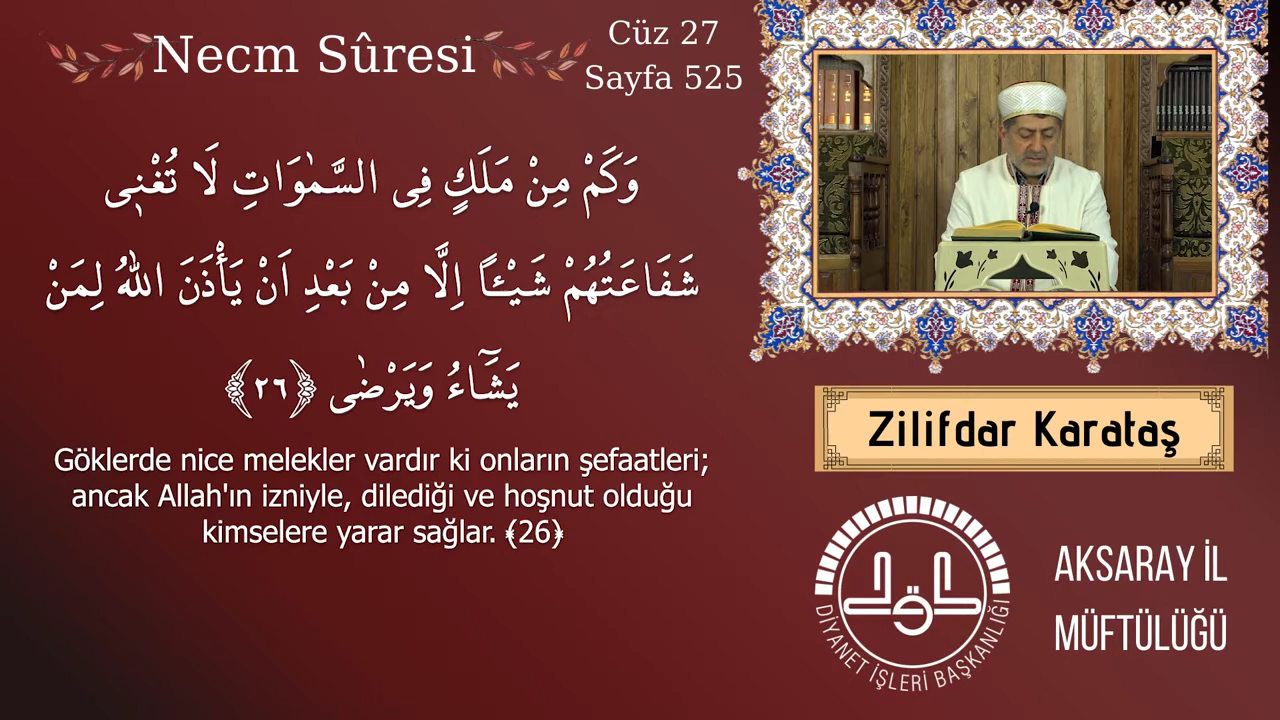 Necm Sûresi
Cüz 27
Sayfa 525
وَكَمْ مِنْ مَلَكٍ فِى السَّمٰوَاتِ لَا تُغْنٖى
شَفَاعَتُهُمْ شَيْـًٔا اِلَّا مِنْ بَعْدِ اَنْ يَأْذَنَ اللّٰهُ لِمَنْ
يَشَٓاءُ وَيَرْضٰى ﴿٢٦﴾
Göklerde nice melekler vardır ki onların şefaatleri;
ancak Allah'ın izniyle, dilediği ve hoşnut olduğu
kimselere yarar sağlar. ﴾26﴿
Zilifdar Karataş
DİYANET İŞLERİ BAŞKANLIĞI
AKSARAY İL
MÜFTÜLÜĞÜ